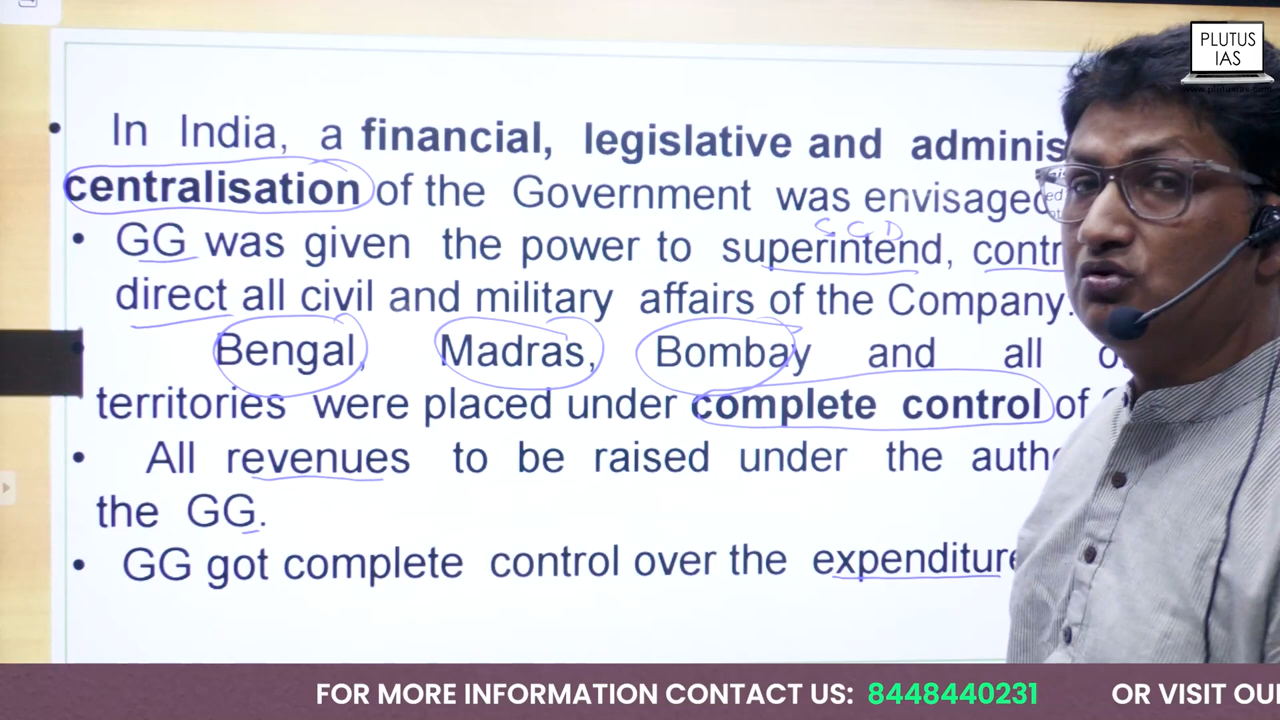 PLUTUS
IAS
In India, a financial, legislative and adminis
centralisation of the Government was envisaged
S C D
• GG was given the power to superintend, contr
direct all civil and military affairs of the Company.
Bengal, Madras, Bombay and all
territories were placed under complete control of
• All revenues to be raised under the autho
the GG.
• GG got complete control over the expenditure
FOR MORE INFORMATION CONTACT US: 8448440231 OR VISIT OU